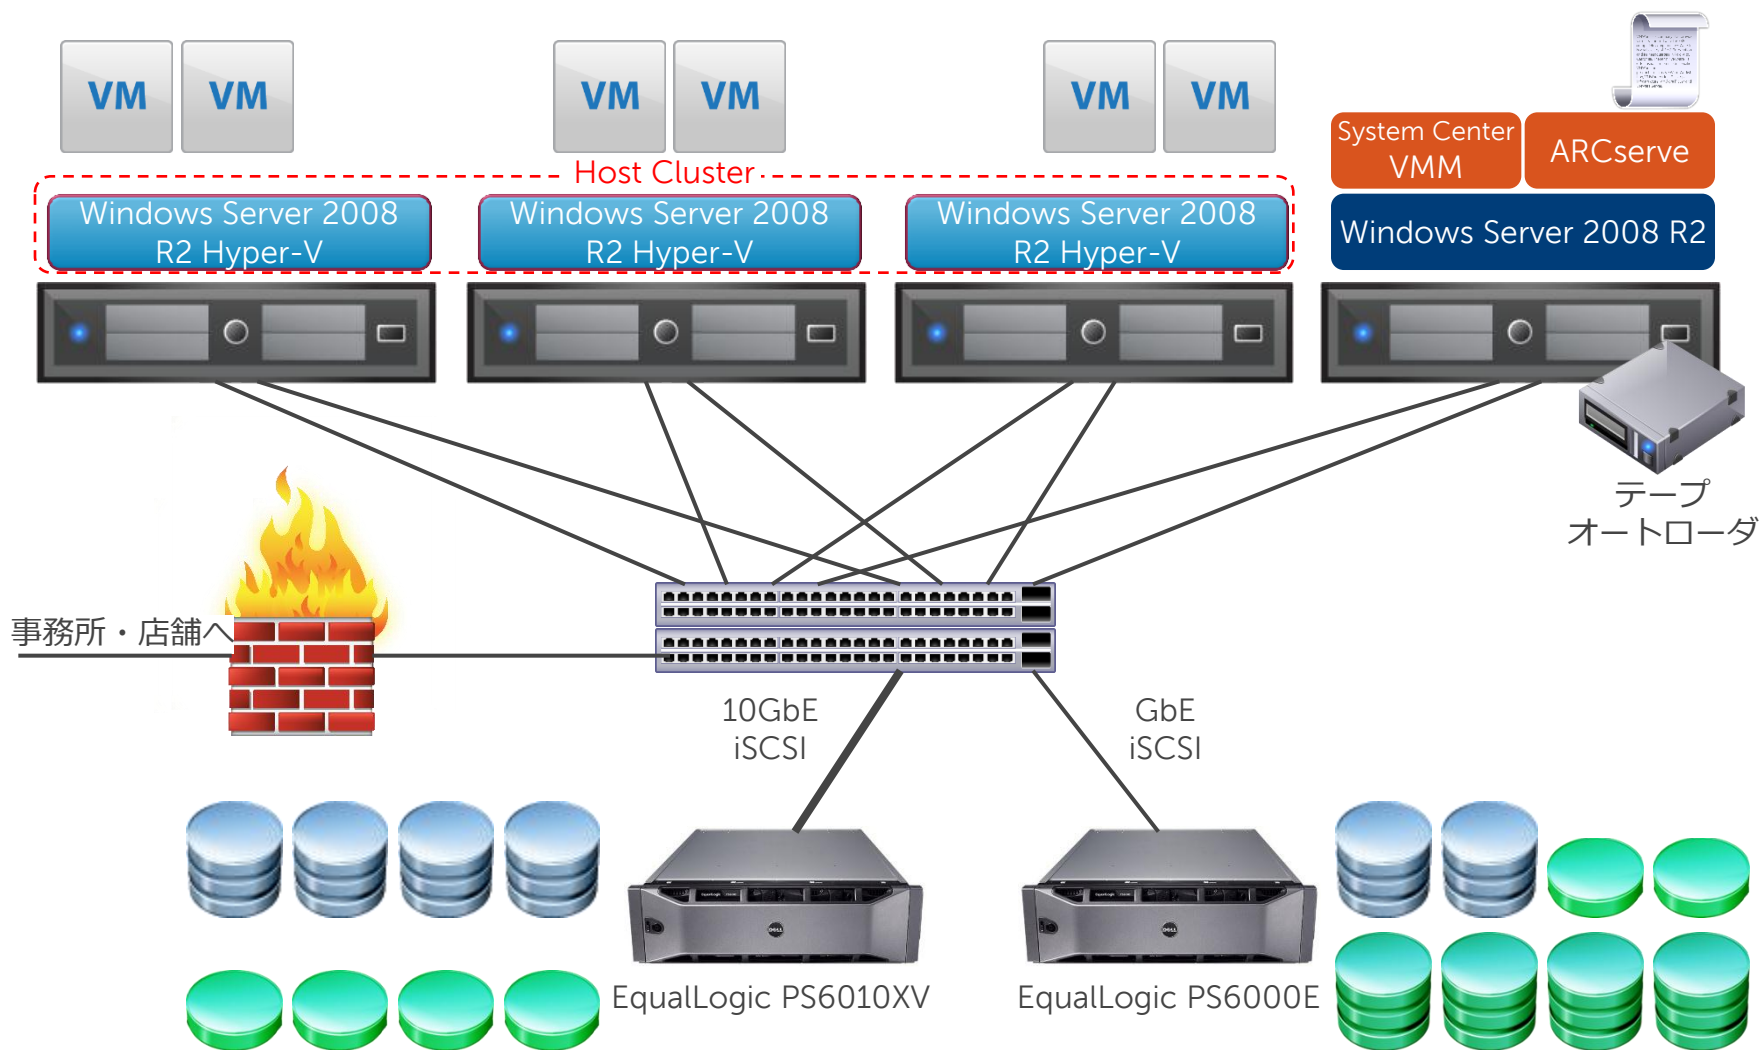 VM
VM
VM
VM
VM
VM
Host Cluster
Windows Server 2008
R2 Hyper-V
Windows Server 2008
R2 Hyper-V
Windows Server 2008
R2 Hyper-V
System Center
VMM
ARCserve
Windows Server 2008 R2
テープ
オートローダ
事務所・店舗へ
10GbE
iSCSI
GbE
iSCSI
EqualLogic PS6010XV
EqualLogic PS6000E